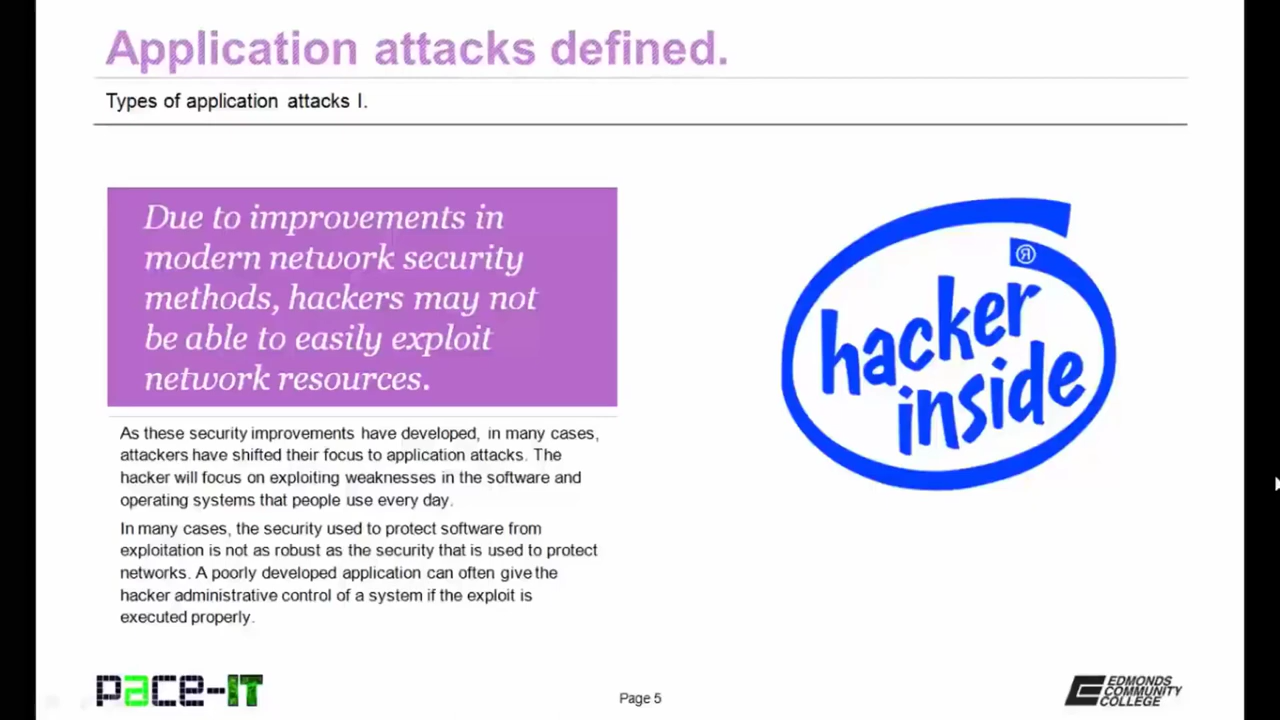 Application attacks defined.
Types of application attacks I.
Due to improvements in
modern network security
methods, hackers may not
be able to easily exploit
network resources.
As these security improvements have developed, in many cases,
attackers have shifted their focus to application attacks. The
hacker will focus on exploiting weaknesses in the software and
operating systems that people use every day.
In many cases, the security used to protect software from
exploitation is not as robust as the security that is used to protect
networks. A poorly developed application can often give the
hacker administrative control of a system if the exploit is
executed properly.
®
hacker
inside
pace-IT
Page 5
EDMONDS
COMMUNITY
COLLEGE